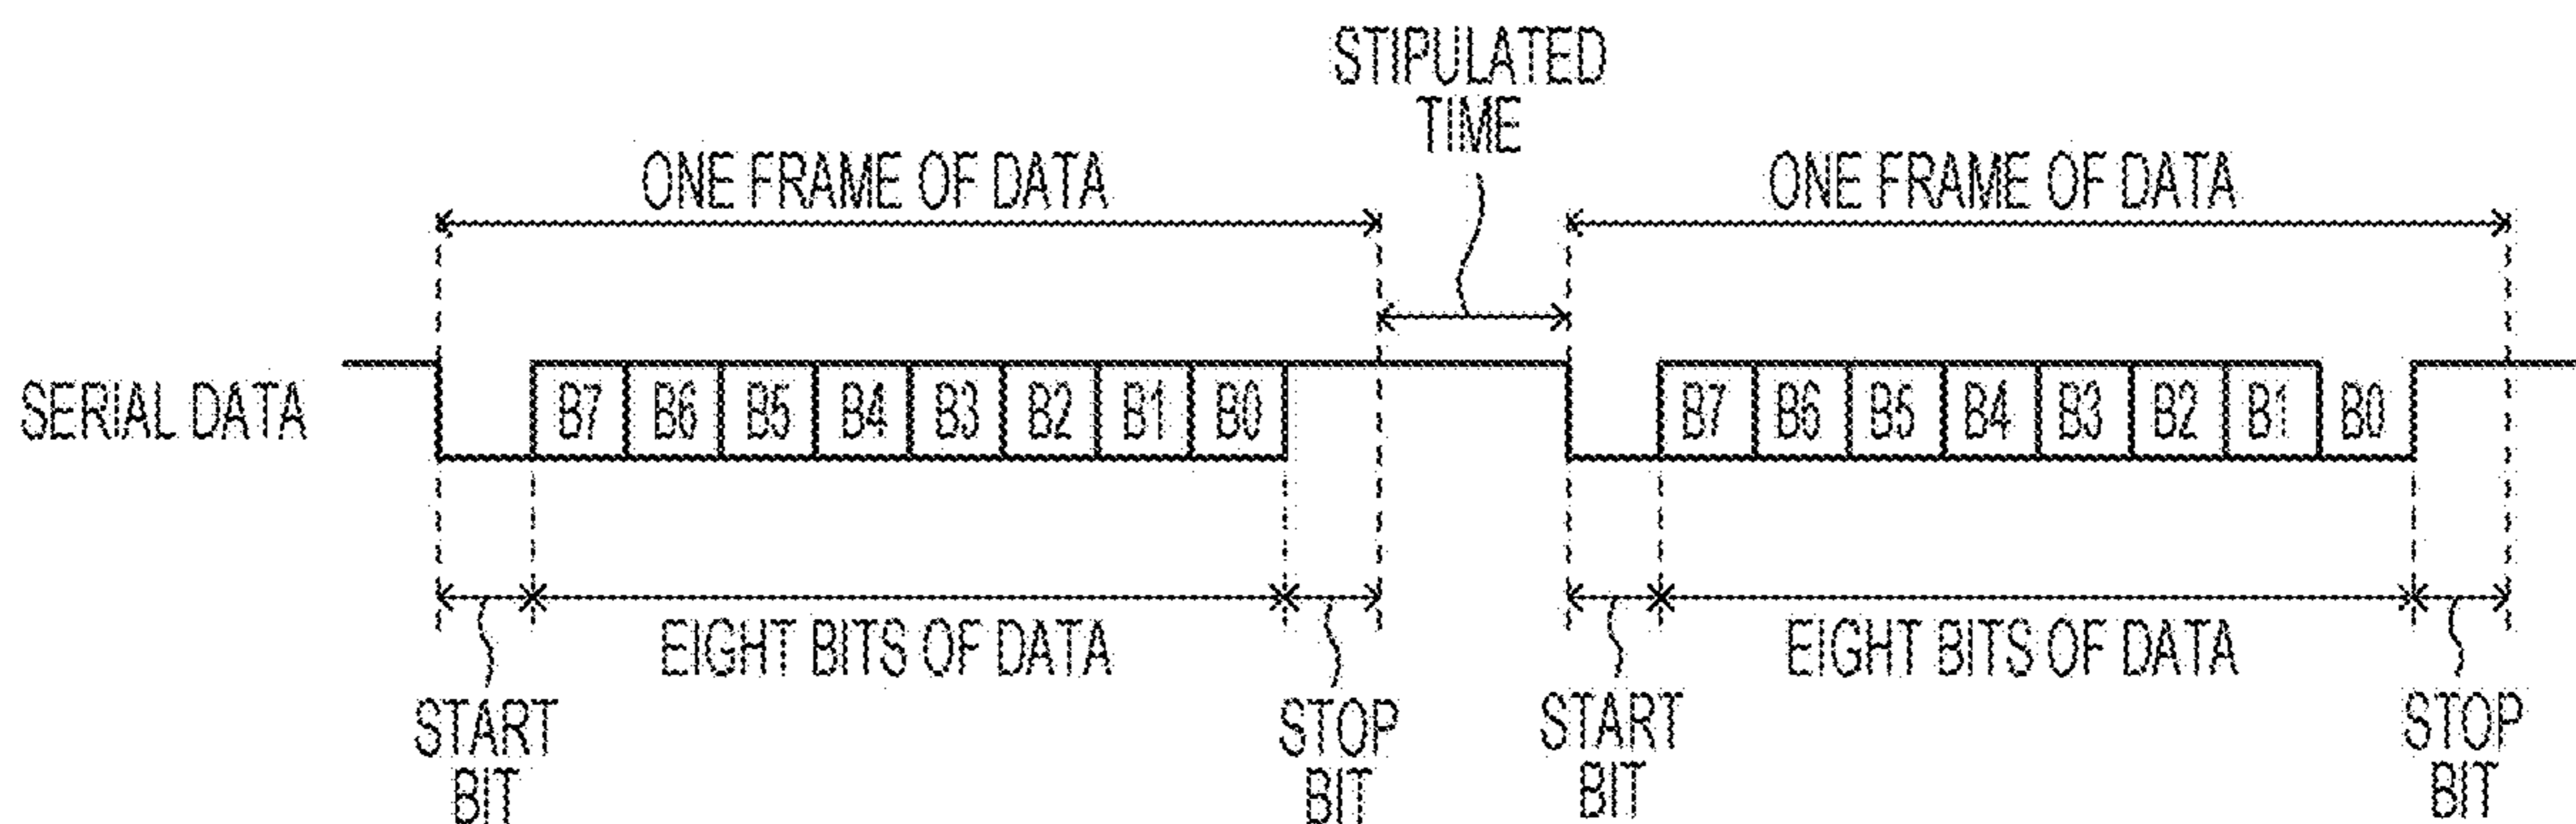 STIPULATED
TIME
ONE FRAME OF DATA
ONE FRAME OF DATA
SERIAL DATA
B7 B6 B5 B4 B3 B2 B1 B0
B7 B6 B5 B4 B3 B2 B1 B0
EIGHT BITS OF DATA
EIGHT BITS OF DATA
START
BIT
STOP
BIT
START
BIT
STOP
BIT